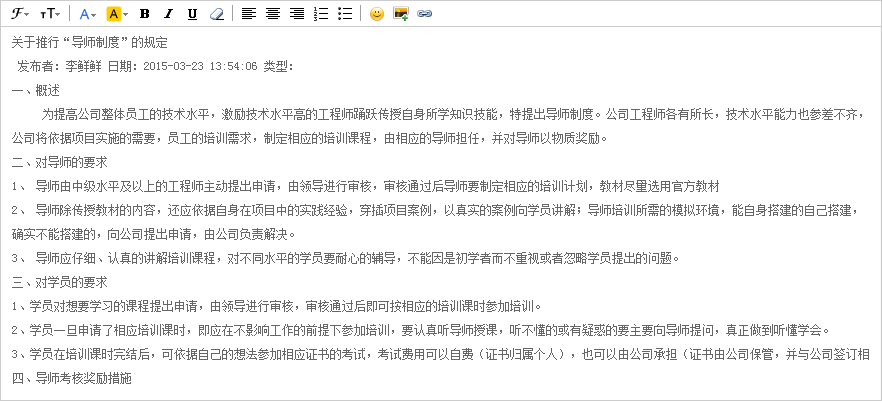 关于推行“导师制度”的规定
发布者：李鲜鲜 日期：2015-03-23 13:54:06 类型：
一、概述
为提高公司整体员工的技术水平，激励技术水平高的工程师踊跃传授自身所学知识技能，特提出导师制度。公司工程师各有所长，技术水平能力也参差不齐，
公司将依据项目实施的需要，员工的培训需求，制定相应的培训课程，由相应的导师担任，并对导师以物质奖励。
二、对导师的要求
1、 导师由中级水平及以上的工程师主动提出申请，由领导进行审核，审核通过后导师要制定相应的培训计划，教材尽量选用官方教材
2、 导师除传授教材的内容，还应依据自身在项目中的实践经验，穿插项目案例，以真实的案例向学员讲解；导师培训所需的模拟环境，能自身搭建的自己搭建，
确实不能搭建的，向公司提出申请，由公司负责解决。
3、 导师应仔细、认真的讲解培训课程，对不同水平的学员要耐心的辅导，不能因是初学者而不重视或者忽略学员提出的问题。
三、对学员的要求
1、学员对想要学习的课程提出申请，由领导进行审核，审核通过后即可按相应的培训课时参加培训。
2、学员一旦申请了相应培训课时，即应在不影响工作的前提下参加培训，要认真听导师授课，听不懂的或有疑惑的要主要向导师提问，真正做到听懂学会。
3、学员在培训课时完结后，可依据自己的想法参加相应证书的考试，考试费用可以自费（证书归属个人），也可以由公司承担（证书由公司保管，并与公司签订相
四、导师考核奖励措施